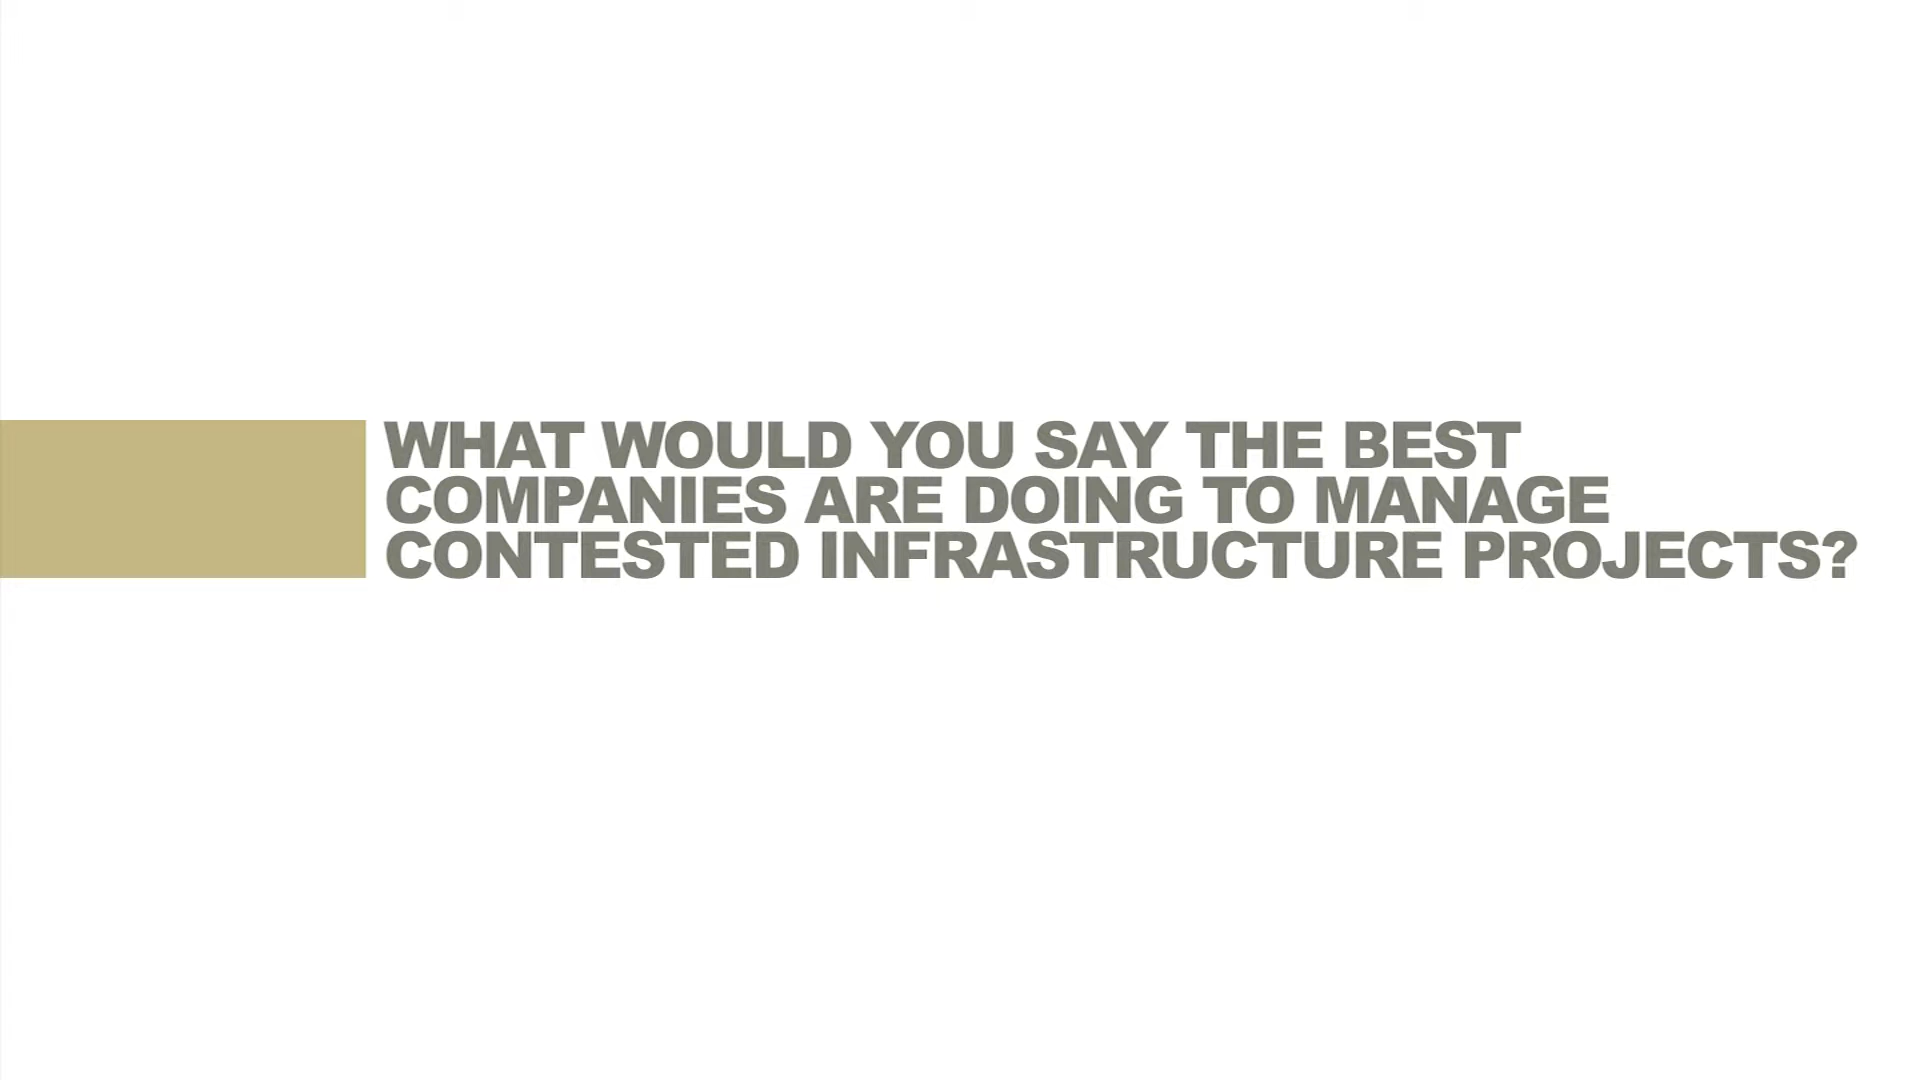 WHAT WOULD YOU SAY THE BEST
COMPANIES ARE DOING TO MANAGE
CONTESTED INFRASTRUCTURE PROJECTS?